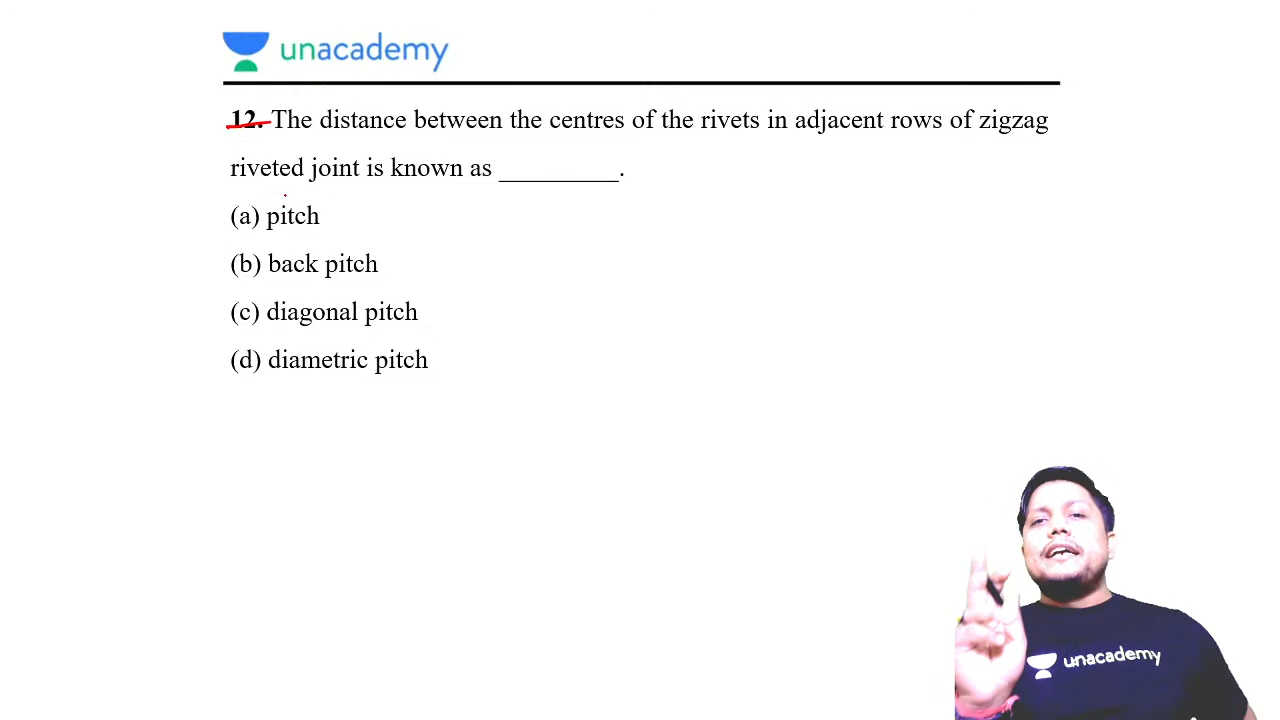 unacademy
12. The distance between the centres of the rivets in adjacent rows of zigzag
riveted joint is known as _________.
(a) pitch
(b) back pitch
(c) diagonal pitch
(d) diametric pitch
unacademy